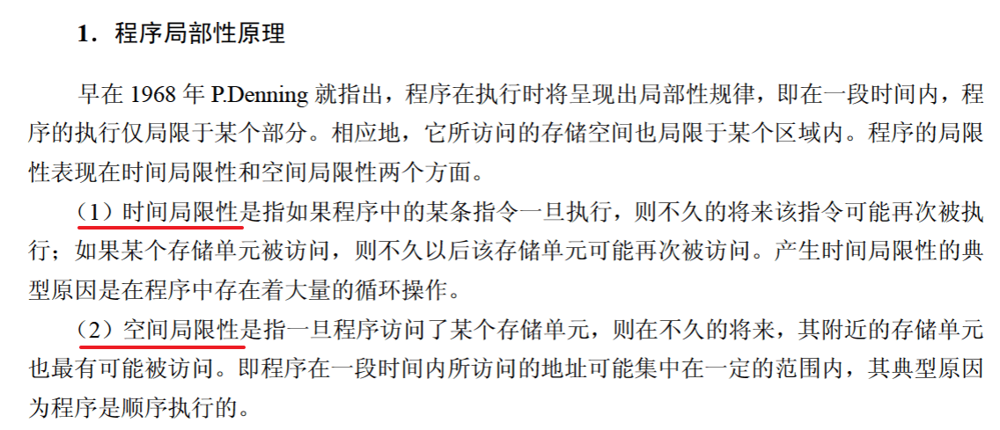 1．程序局部性原理
早在 1968 年 P.Denning 就指出，程序在执行时将呈现出局部性规律，即在一段时间内，程
序的执行仅局限于某个部分。相应地，它所访问的存储空间也局限于某个区域内。程序的局限
性表现在时间局限性和空间局限性两个方面。
（1）时间局限性是指如果程序中的某条指令一旦执行，则不久的将来该指令可能再次被执
行；如果某个存储单元被访问，则不久以后该存储单元可能再次被访问。产生时间局限性的典
型原因是在程序中存在着大量的循环操作。
（2）空间局限性是指一旦程序访问了某个存储单元，则在不久的将来，其附近的存储单元
也最有可能被访问。即程序在一段时间内所访问的地址可能集中在一定的范围内，其典型原因
为程序是顺序执行的。